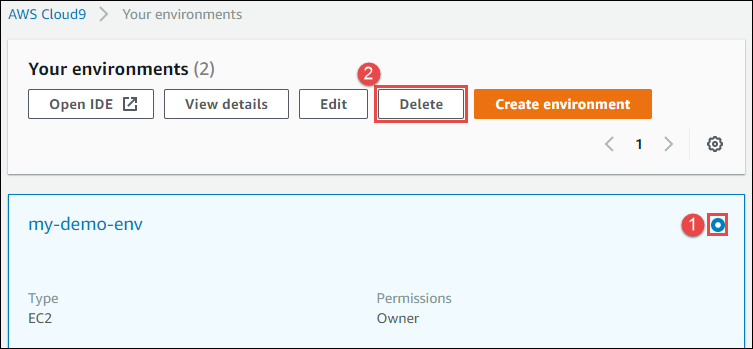 AWS Cloud9 > Your environments
Your environments (2)
2
Open IDE View details Edit Delete Create environment
< 1 >
my-demo-env 1
Type Permissions
EC2 Owner